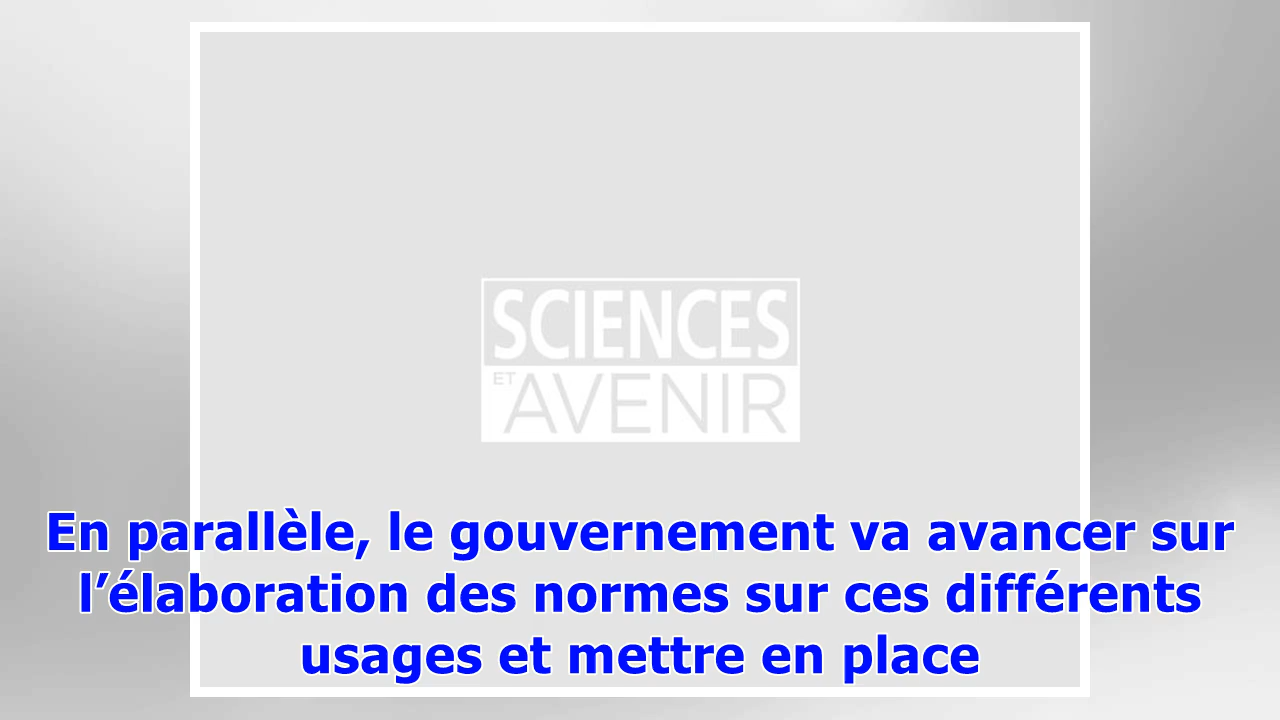 SCIENCES
ET AVENIR
En parallèle, le gouvernement va avancer sur
l’élaboration des normes sur ces différents
usages et mettre en place